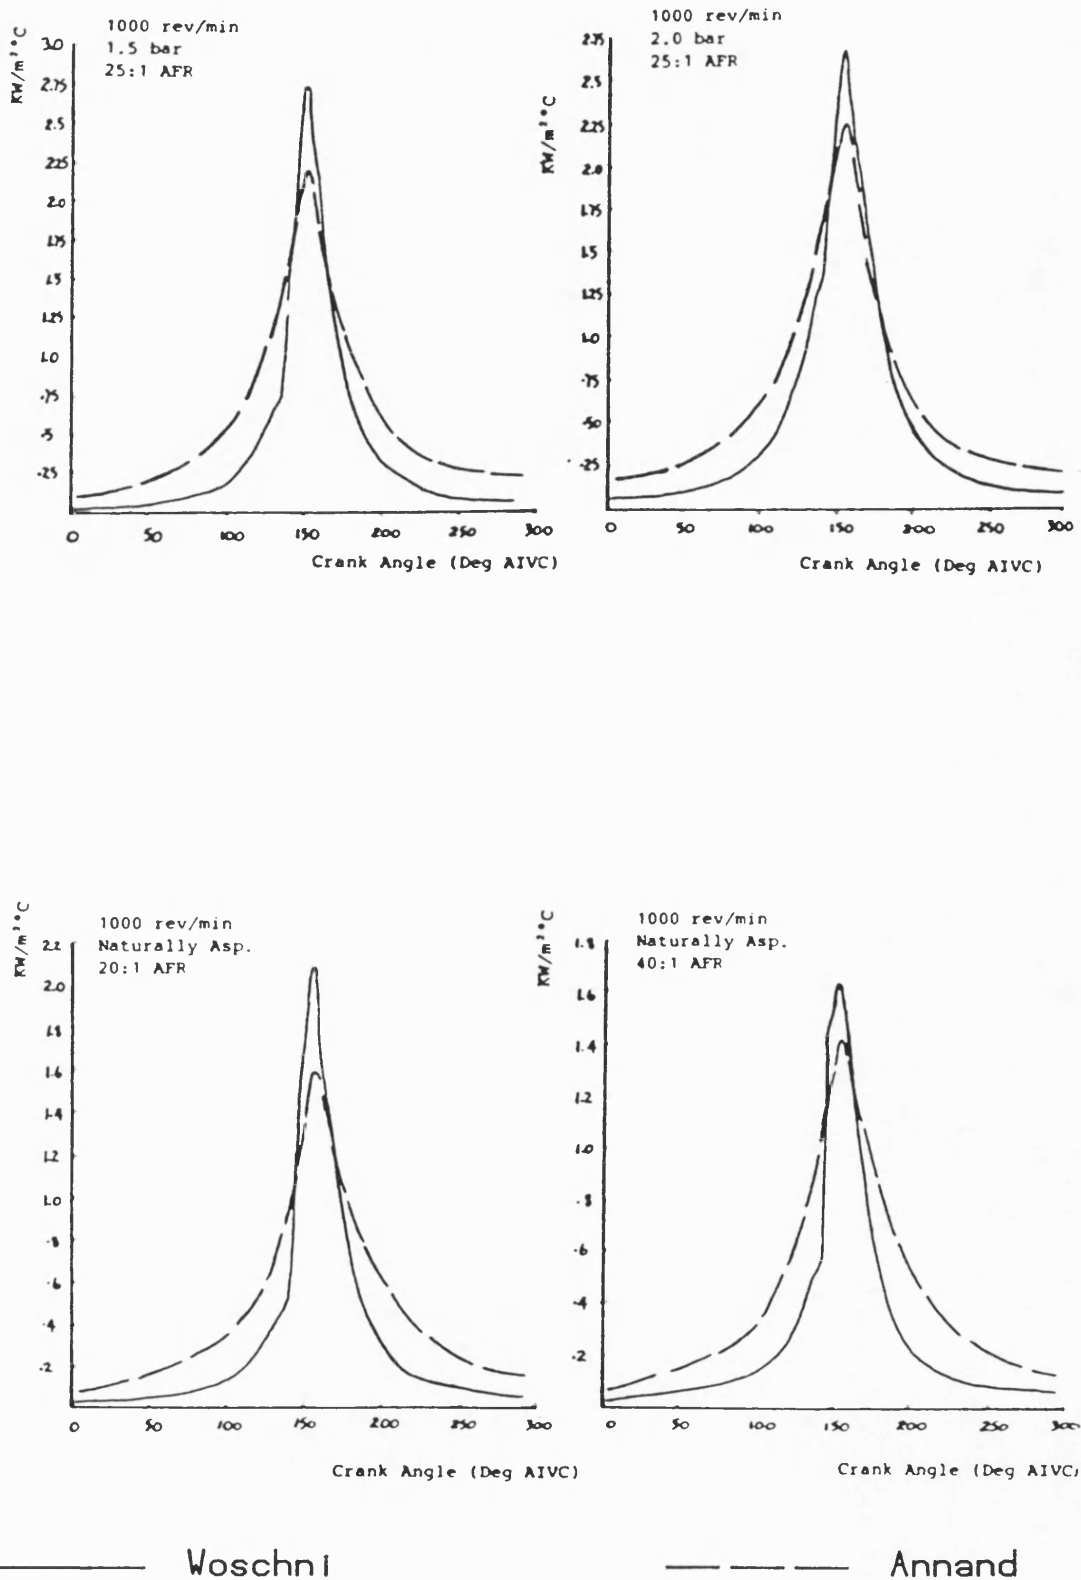 KW/m²°C
1000 rev/min
1.5 bar
25:1 AFR
3.0
2.75
2.5
2.25
2.0
1.75
1.5
1.25
1.0
.75
.5
.25
0 50 100 150 200 250 300
Crank Angle (Deg AIVC)
KW/m²°C
1000 rev/min
2.0 bar
25:1 AFR
2.75
2.5
2.25
2.0
1.75
1.5
1.25
1.0
.75
.50
.25
0 50 100 150 200 250 300
Crank Angle (Deg AIVC)
KW/m²°C
1000 rev/min
Naturally Asp.
20:1 AFR
2.2
2.0
1.8
1.6
1.4
1.2
1.0
.8
.6
.4
.2
0 50 100 150 200 250 300
Crank Angle (Deg AIVC)
KW/m²°C
1000 rev/min
Naturally Asp.
40:1 AFR
1.8
1.6
1.4
1.2
1.0
.8
.6
.4
.2
0 50 100 150 200 250 300
Crank Angle (Deg AIVC)
Woschni
Annand